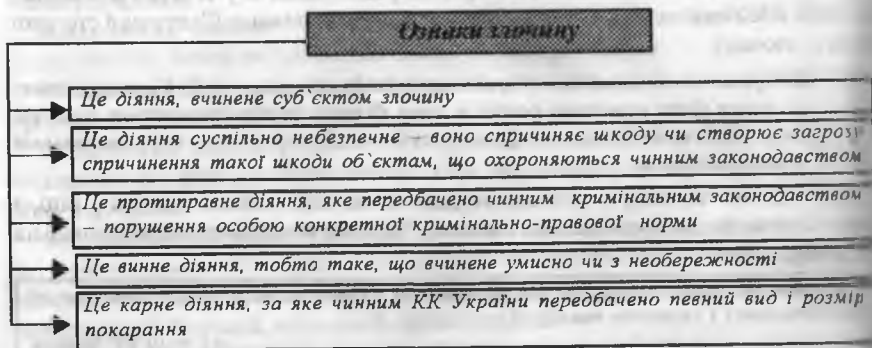 Ознаки злочину
Це діяння, вчинене суб`єктом злочину
Це діяння суспільно небезпечне – воно спричиняє шкоду чи створює загрозу
спричинення такої шкоди об`єктам, що охороняються чинним законодавством
Це протиправне діяння, яке передбачено чинним кримінальним законодавством
– порушення особою конкретної кримінально-правової норми
Це винне діяння, тобто таке, що вчинене умисно чи з необережності
Це карне діяння, за яке чинним КК України передбачено певний вид і розмір
покарання